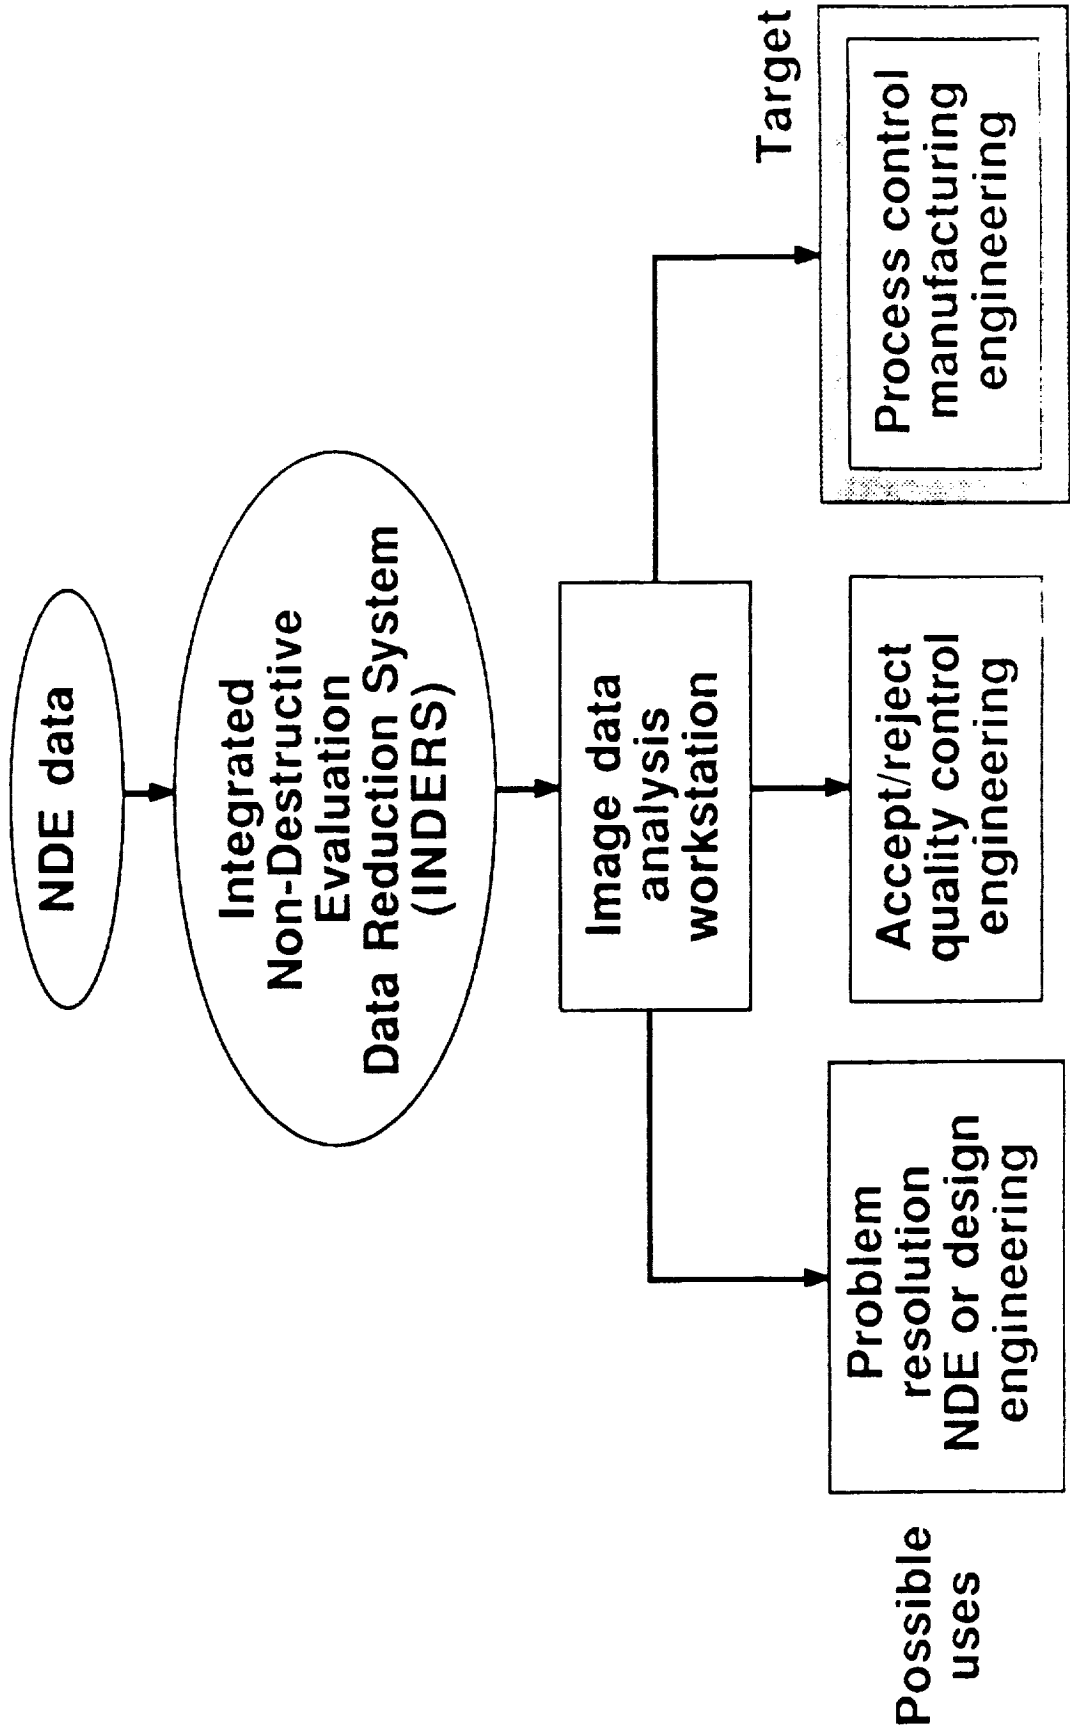 NDE data
Integrated
Non-Destructive
Evaluation
Data Reduction System
(INDERS)
Image data
analysis
workstation
Target
Possible
uses
Problem
resolution
NDE or design
engineering
Accept/reject
quality control
engineering
Process control
manufacturing
engineering